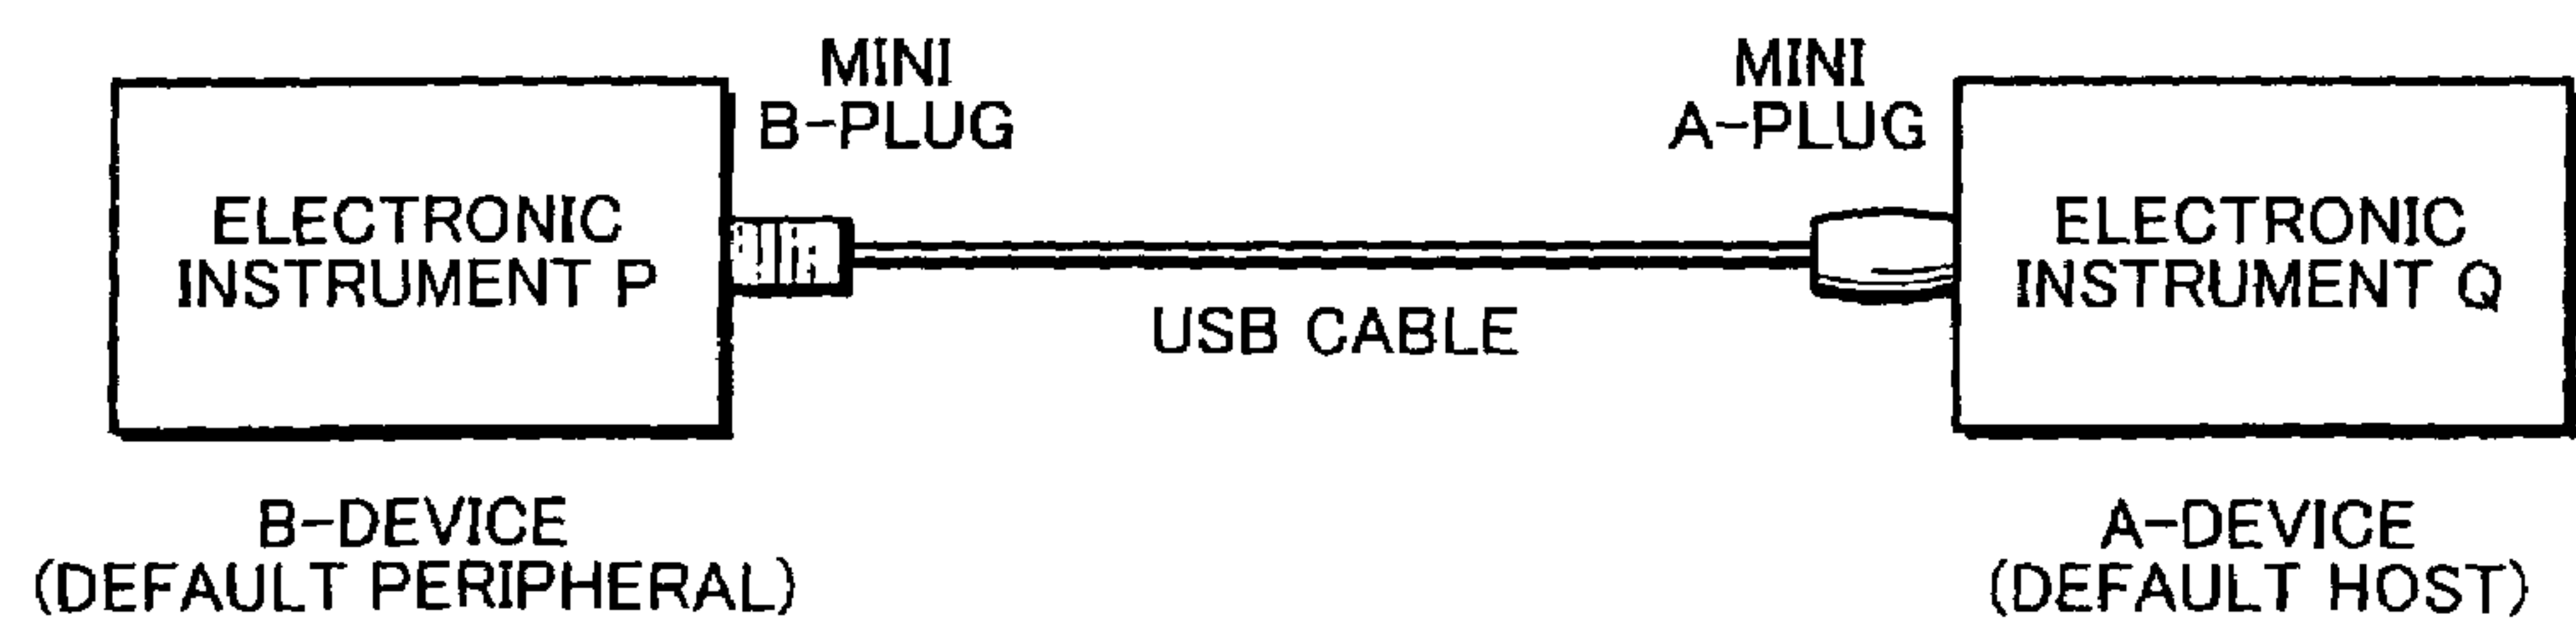 MINI
B-PLUG
MINI
A-PLUG
ELECTRONIC
INSTRUMENT P
ELECTRONIC
INSTRUMENT Q
USB CABLE
B-DEVICE
(DEFAULT PERIPHERAL)
A-DEVICE
(DEFAULT HOST)